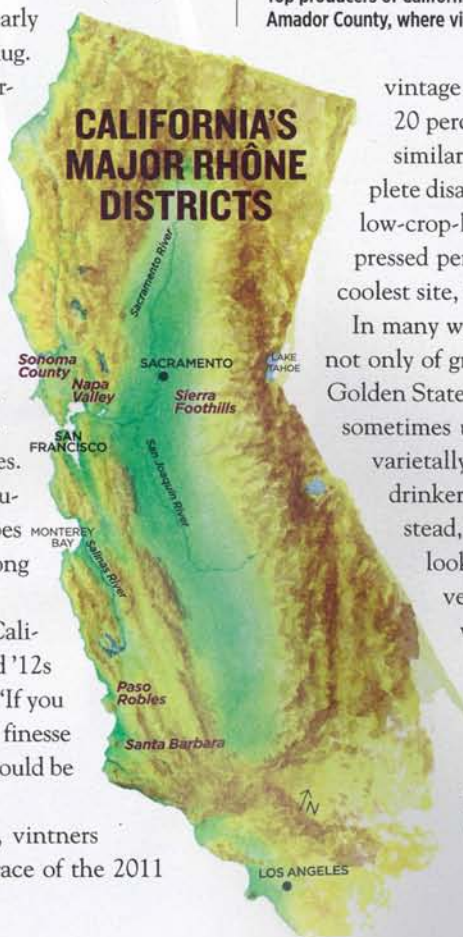 Amador County, where vi
early
ug.
r-
es.
u-
ong
Cali-
d ’12s
“If you
finesse
ould be
, vintners
ace of the 2011
CALIFORNIA'S
MAJOR RHÔNE
DISTRICTS
Sacramento River
Sonoma
County
Napa
Valley
SACRAMENTO
LAKE
TAHOE
Sierra
Foothills
SAN
FRANCISCO
San Joaquin River
MONTEREY
BAY
Salinas River
Paso
Robles
Santa Barbara
N
LOS ANGELES
vintage
20 perc
similar
plete disa
low-crop-l
pressed per
coolest site,
In many w
not only of gr
Golden State
sometimes u
varietally
drinker
stead,
look
ve